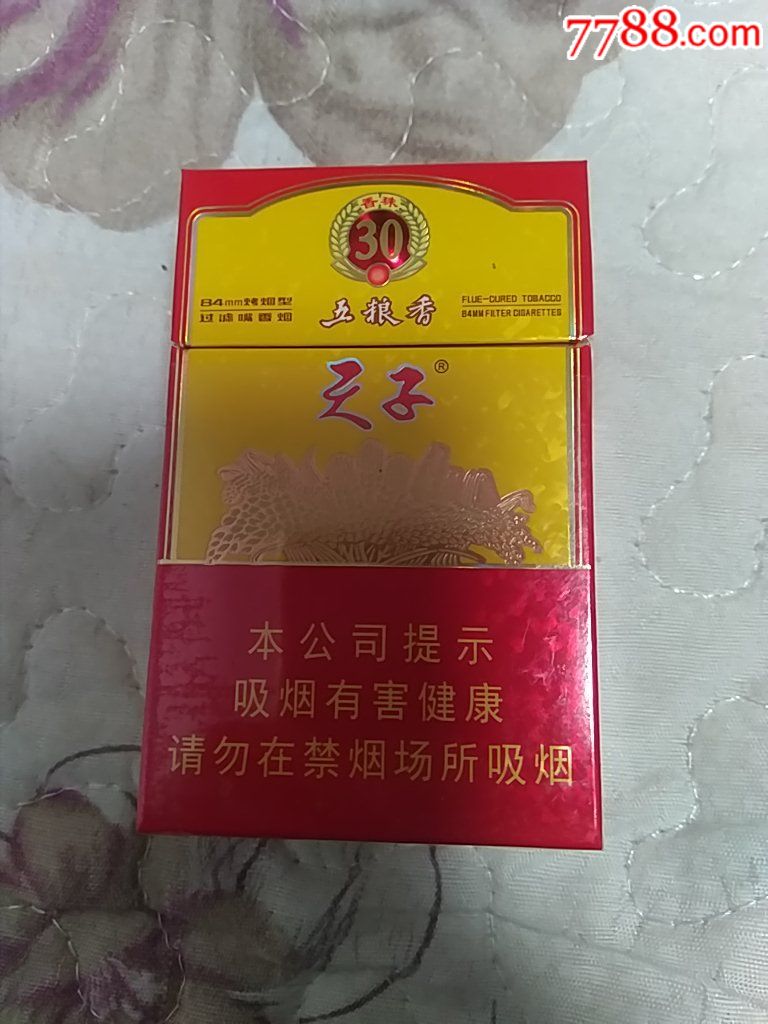 7788.com
香珠
30
84mm烤烟型
过滤嘴香烟
五粮香
FLUE-CURED TOBACCO
84MM FILTER CIGARETTES
天子®
本公司提示
吸烟有害健康
请勿在禁烟场所吸烟